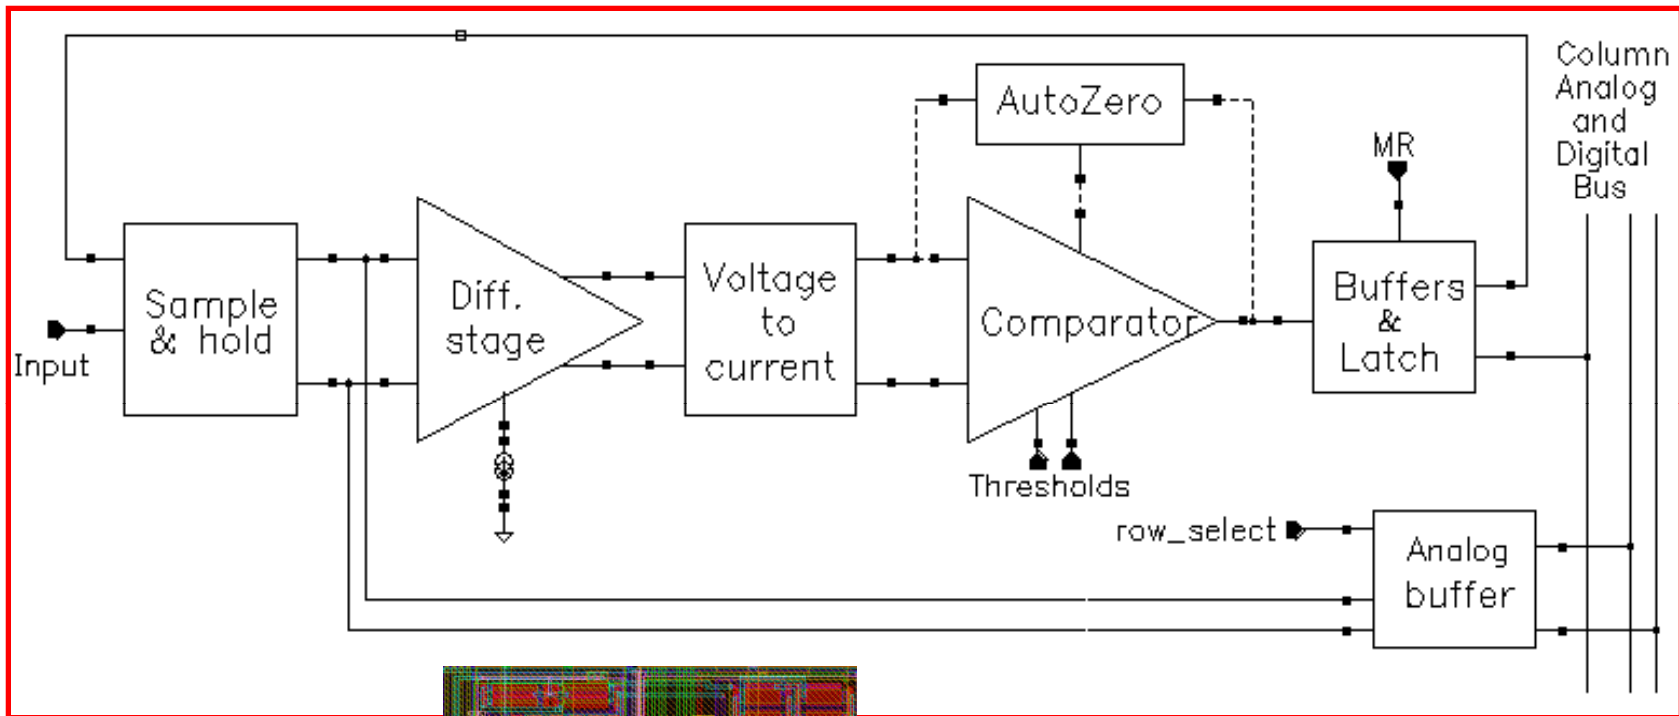 Column
Analog
and
Digital
Bus
AutoZero
MR
Sample
& hold
Input
Diff.
stage
Voltage
to
current
Comparator
Thresholds
Buffers
&
Latch
row_select
Analog
buffer